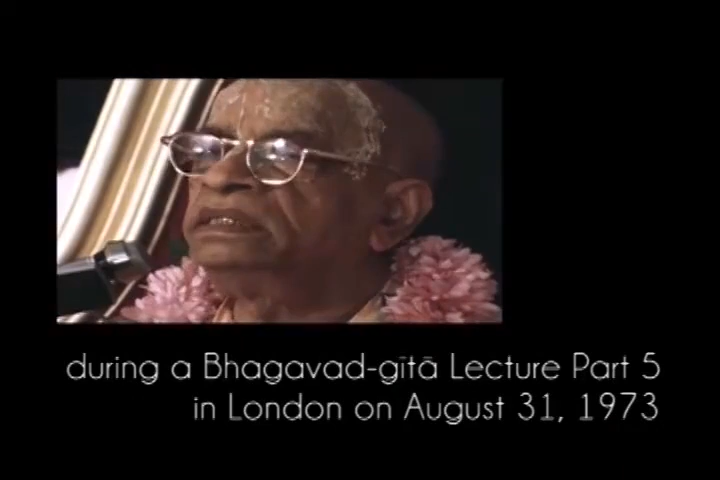 during a Bhagavad-gītā Lecture Part 5
in London on August 31, 1973